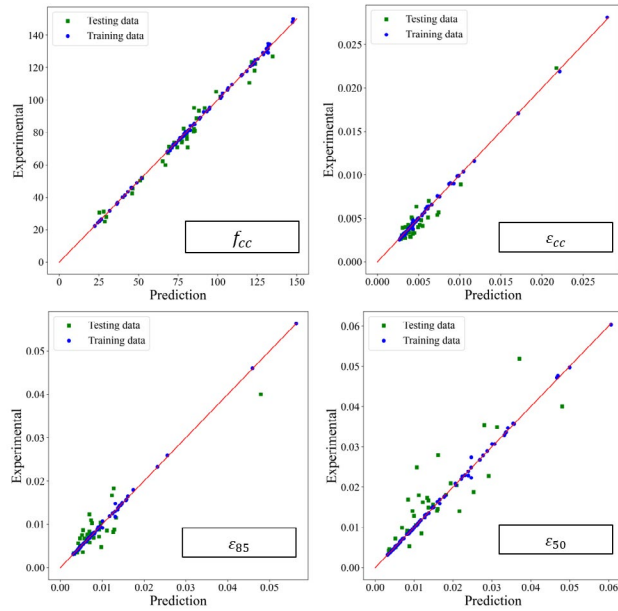 Testing data
Training data
Experimental
140
120
100
80
60
40
20
0
0 25 50 75 100 125 150
Prediction
f_cc
Testing data
Training data
Experimental
0.025
0.020
0.015
0.010
0.005
0.000
0.000 0.005 0.010 0.015 0.020 0.025
Prediction
ε_cc
Testing data
Training data
Experimental
0.05
0.04
0.03
0.02
0.01
0.00
0.00 0.01 0.02 0.03 0.04 0.05
Prediction
ε_85
Testing data
Training data
Experimental
0.06
0.05
0.04
0.03
0.02
0.01
0.00
0.00 0.01 0.02 0.03 0.04 0.05 0.06
Prediction
ε_50